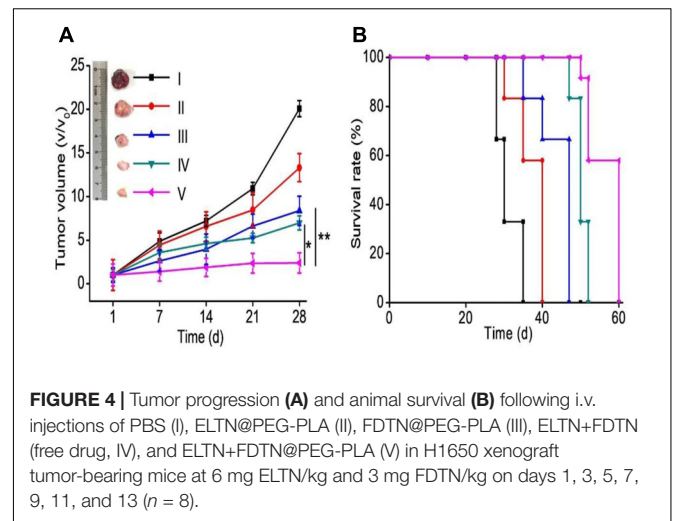 A
B
25
20
15
10
5
0
Tumor volume (v/v₀)
I
II
III
IV
V
*
**
1 7 14 21 28
Time (d)
100
80
60
40
20
0
Survival rate (%)
0 20 40 60
Time (d)
FIGURE 4 | Tumor progression (A) and animal survival (B) following i.v.
injections of PBS (I), ELTN@PEG-PLA (II), FDTN@PEG-PLA (III), ELTN+FDTN
(free drug, IV), and ELTN+FDTN@PEG-PLA (V) in H1650 xenograft
tumor-bearing mice at 6 mg ELTN/kg and 3 mg FDTN/kg on days 1, 3, 5, 7,
9, 11, and 13 (n = 8).